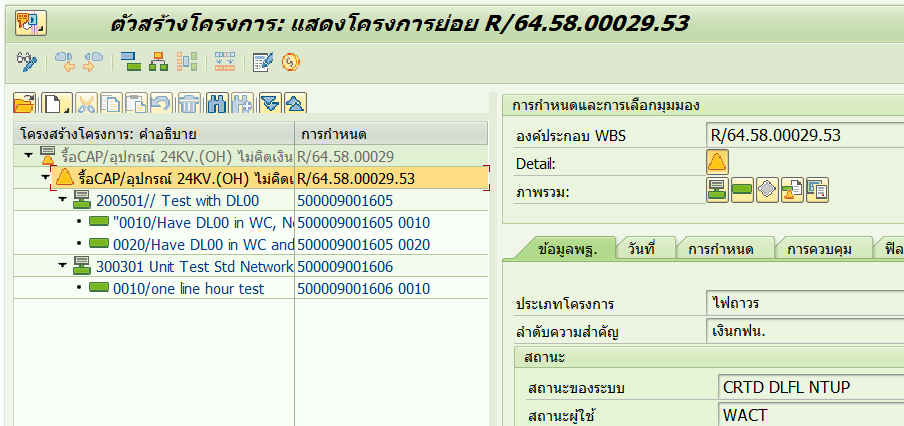 ตัวสร้างโครงการ: แสดงโครงการย่อย R/64.58.00029.53
โครงสร้างโครงการ: คำอธิบาย การกำหนด
รื้อCAP/อุปกรณ์ 24KV.(OH) ไม่คิดเงิน R/64.58.00029
รื้อCAP/อุปกรณ์ 24KV.(OH) ไม่คิดเ R/64.58.00029.53
200501// Test with DL00 500009001605
"0010/Have DL00 in WC, N 500009001605 0010
0020/Have DL00 in WC and 500009001605 0020
300301 Unit Test Std Network 500009001606
0010/one line hour test 500009001606 0010
การกำหนดและการเลือกมุมมอง
องค์ประกอบ WBS R/64.58.00029.53
Detail:
ภาพรวม:
ข้อมูลพฐ. วันที่ การกำหนด การควบคุม ฟิล
ประเภทโครงการ ไฟถาวร
ลำดับความสำคัญ เงินกฟน.
สถานะ
สถานะของระบบ CRTD DLFL NTUP
สถานะผู้ใช้ WACT